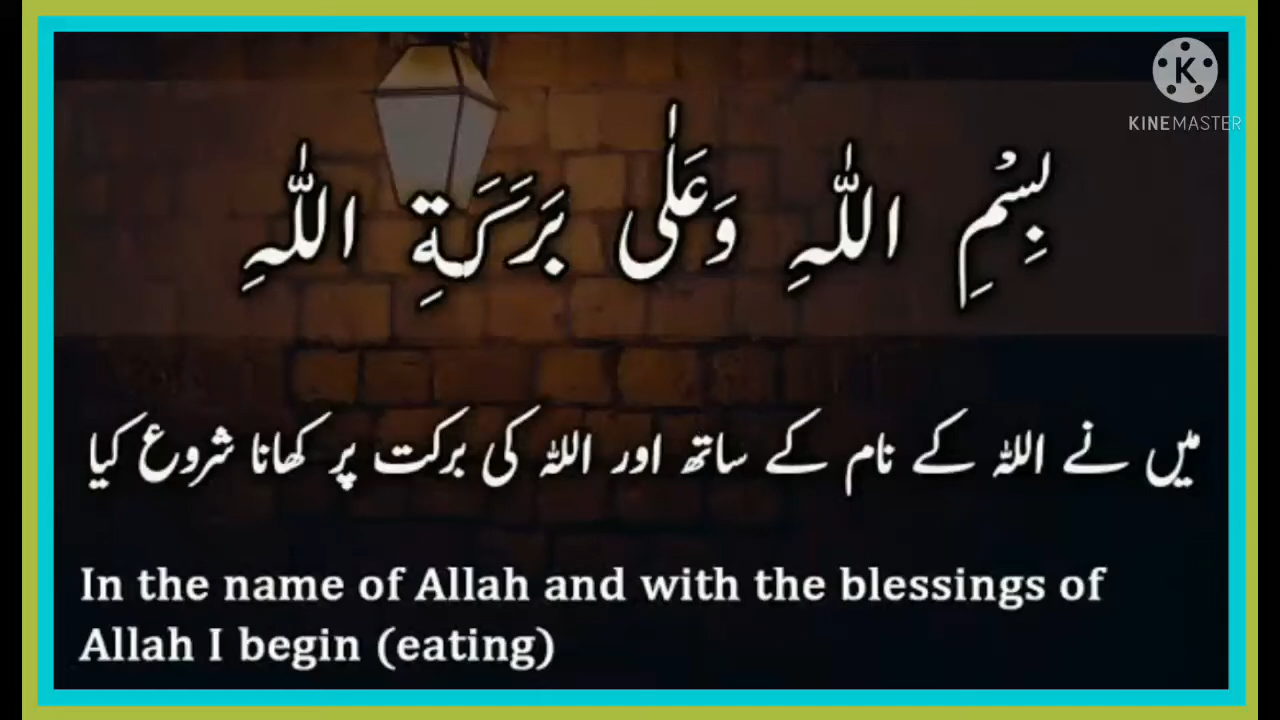 KINEMASTER
بِسْمِ اللّٰہِ وَعَلٰی بَرَکَةِ اللّٰہِ
میں نے اللہ کے نام کے ساتھ اور اللہ کی برکت پر کھانا شروع کیا
In the name of Allah and with the blessings of
Allah I begin (eating)